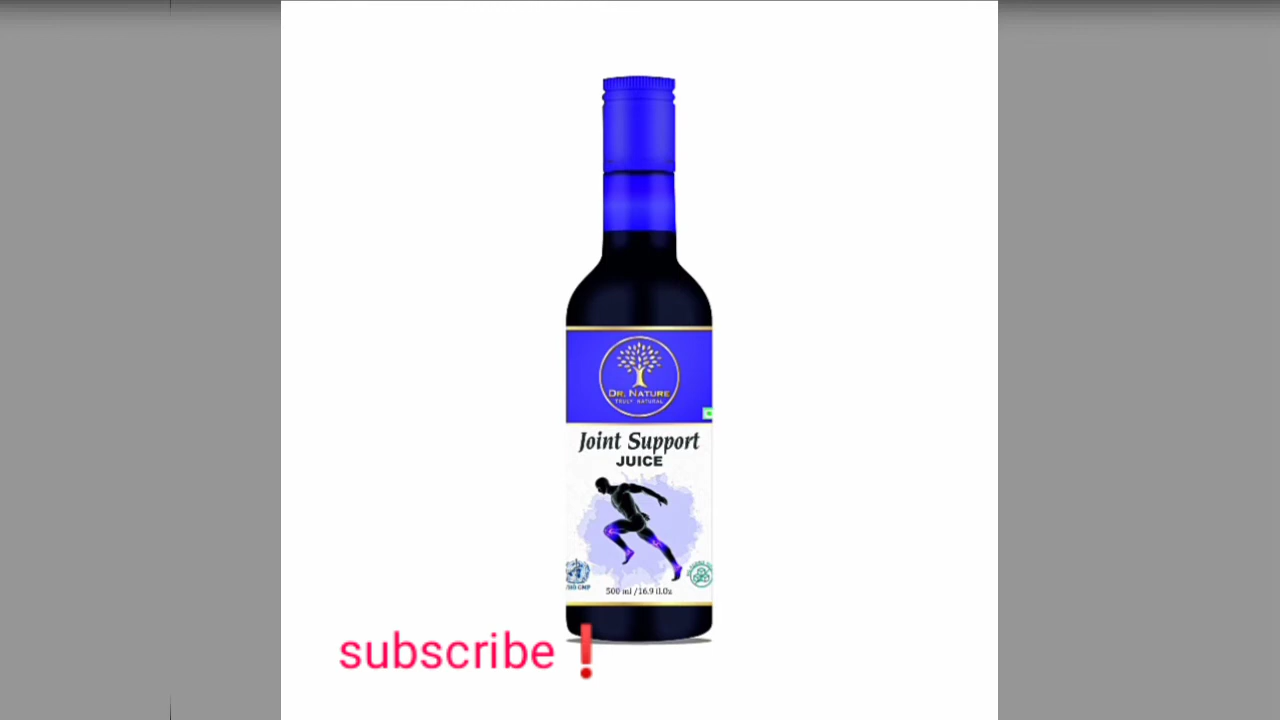 DR. NATURE
TRULY NATURAL
Joint Support
JUICE
500 ml /16.9 fl.Oz
subscribe❗